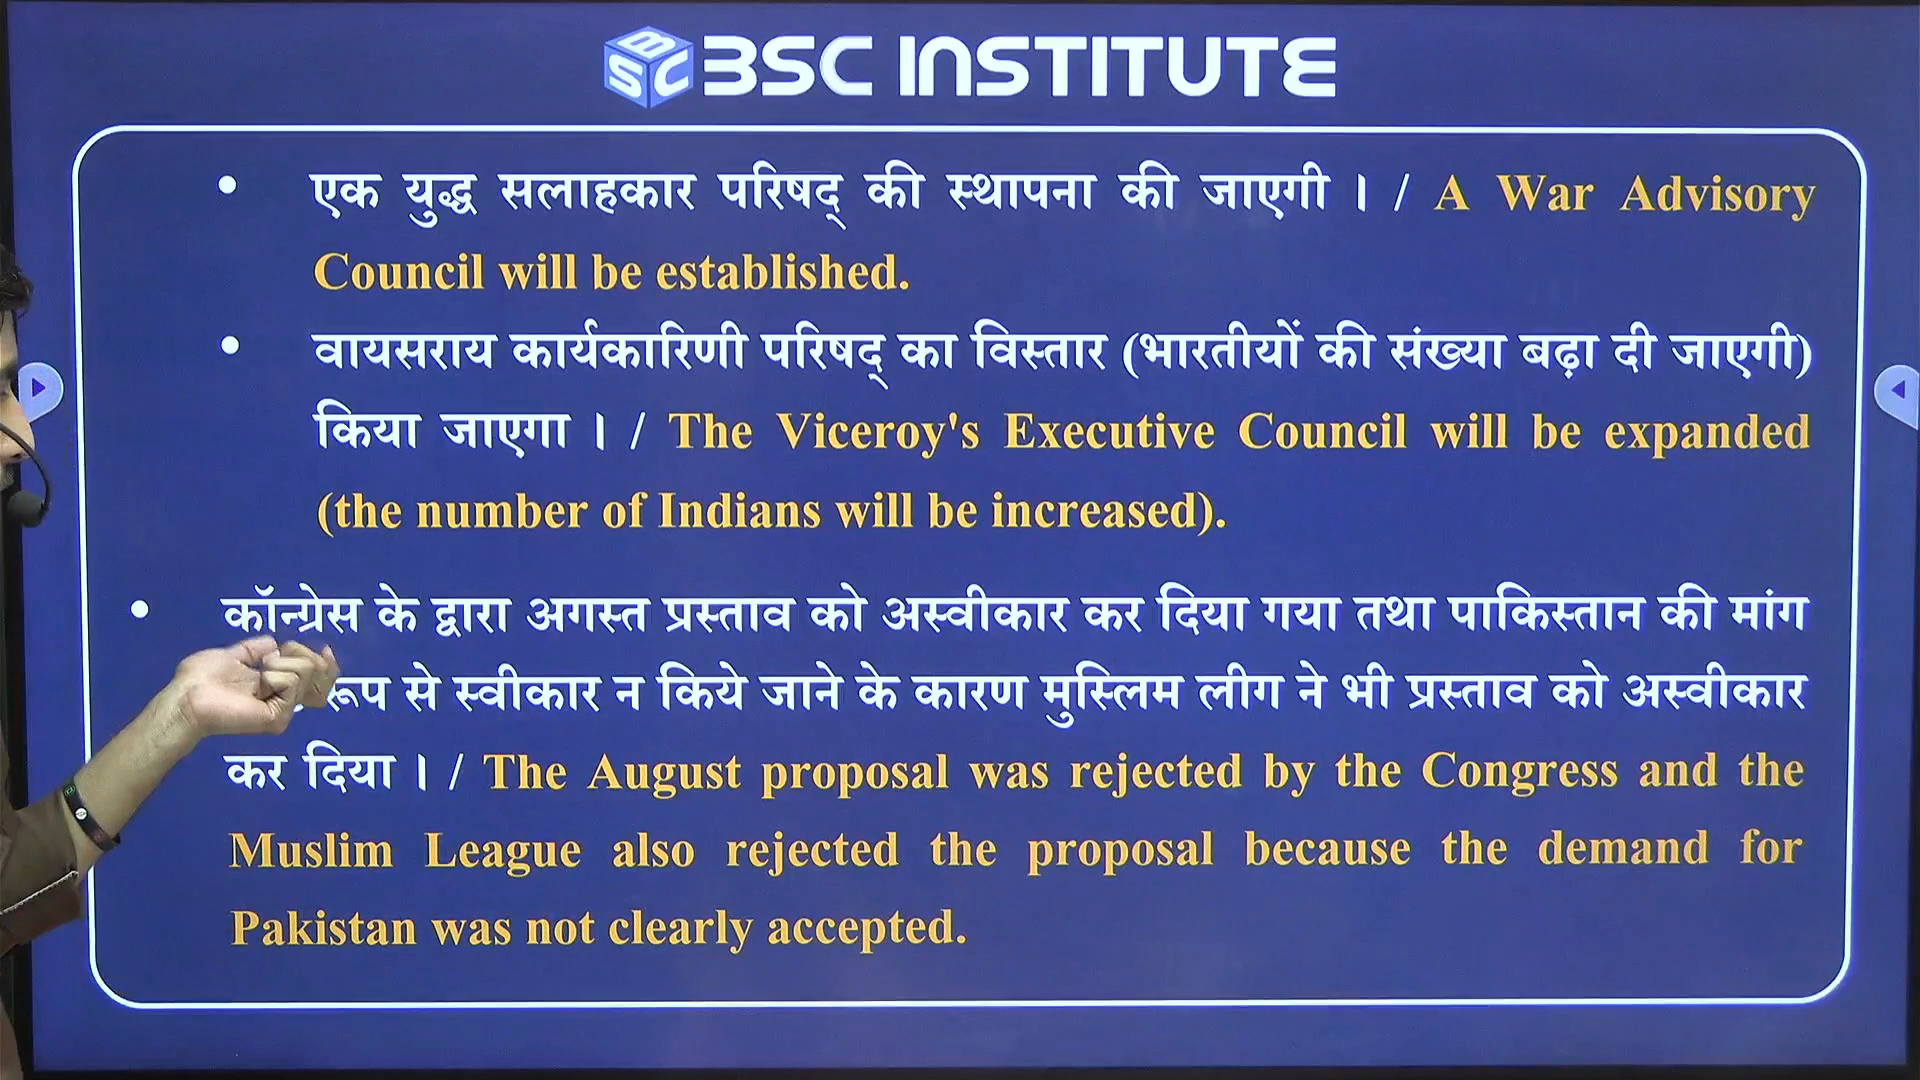 BSC
BSC INSTITUTE
• एक युद्ध सलाहकार परिषद् की स्थापना की जाएगी । / A War Advisory
Council will be established.
• वायसराय कार्यकारिणी परिषद् का विस्तार (भारतीयों की संख्या बढ़ा दी जाएगी)
किया जाएगा । / The Viceroy's Executive Council will be expanded
(the number of Indians will be increased).
• कॉन्ग्रेस के द्वारा अगस्त प्रस्ताव को अस्वीकार कर दिया गया तथा पाकिस्तान की मांग
रूप से स्वीकार न किये जाने के कारण मुस्लिम लीग ने भी प्रस्ताव को अस्वीकार
कर दिया । / The August proposal was rejected by the Congress and the
Muslim League also rejected the proposal because the demand for
Pakistan was not clearly accepted.